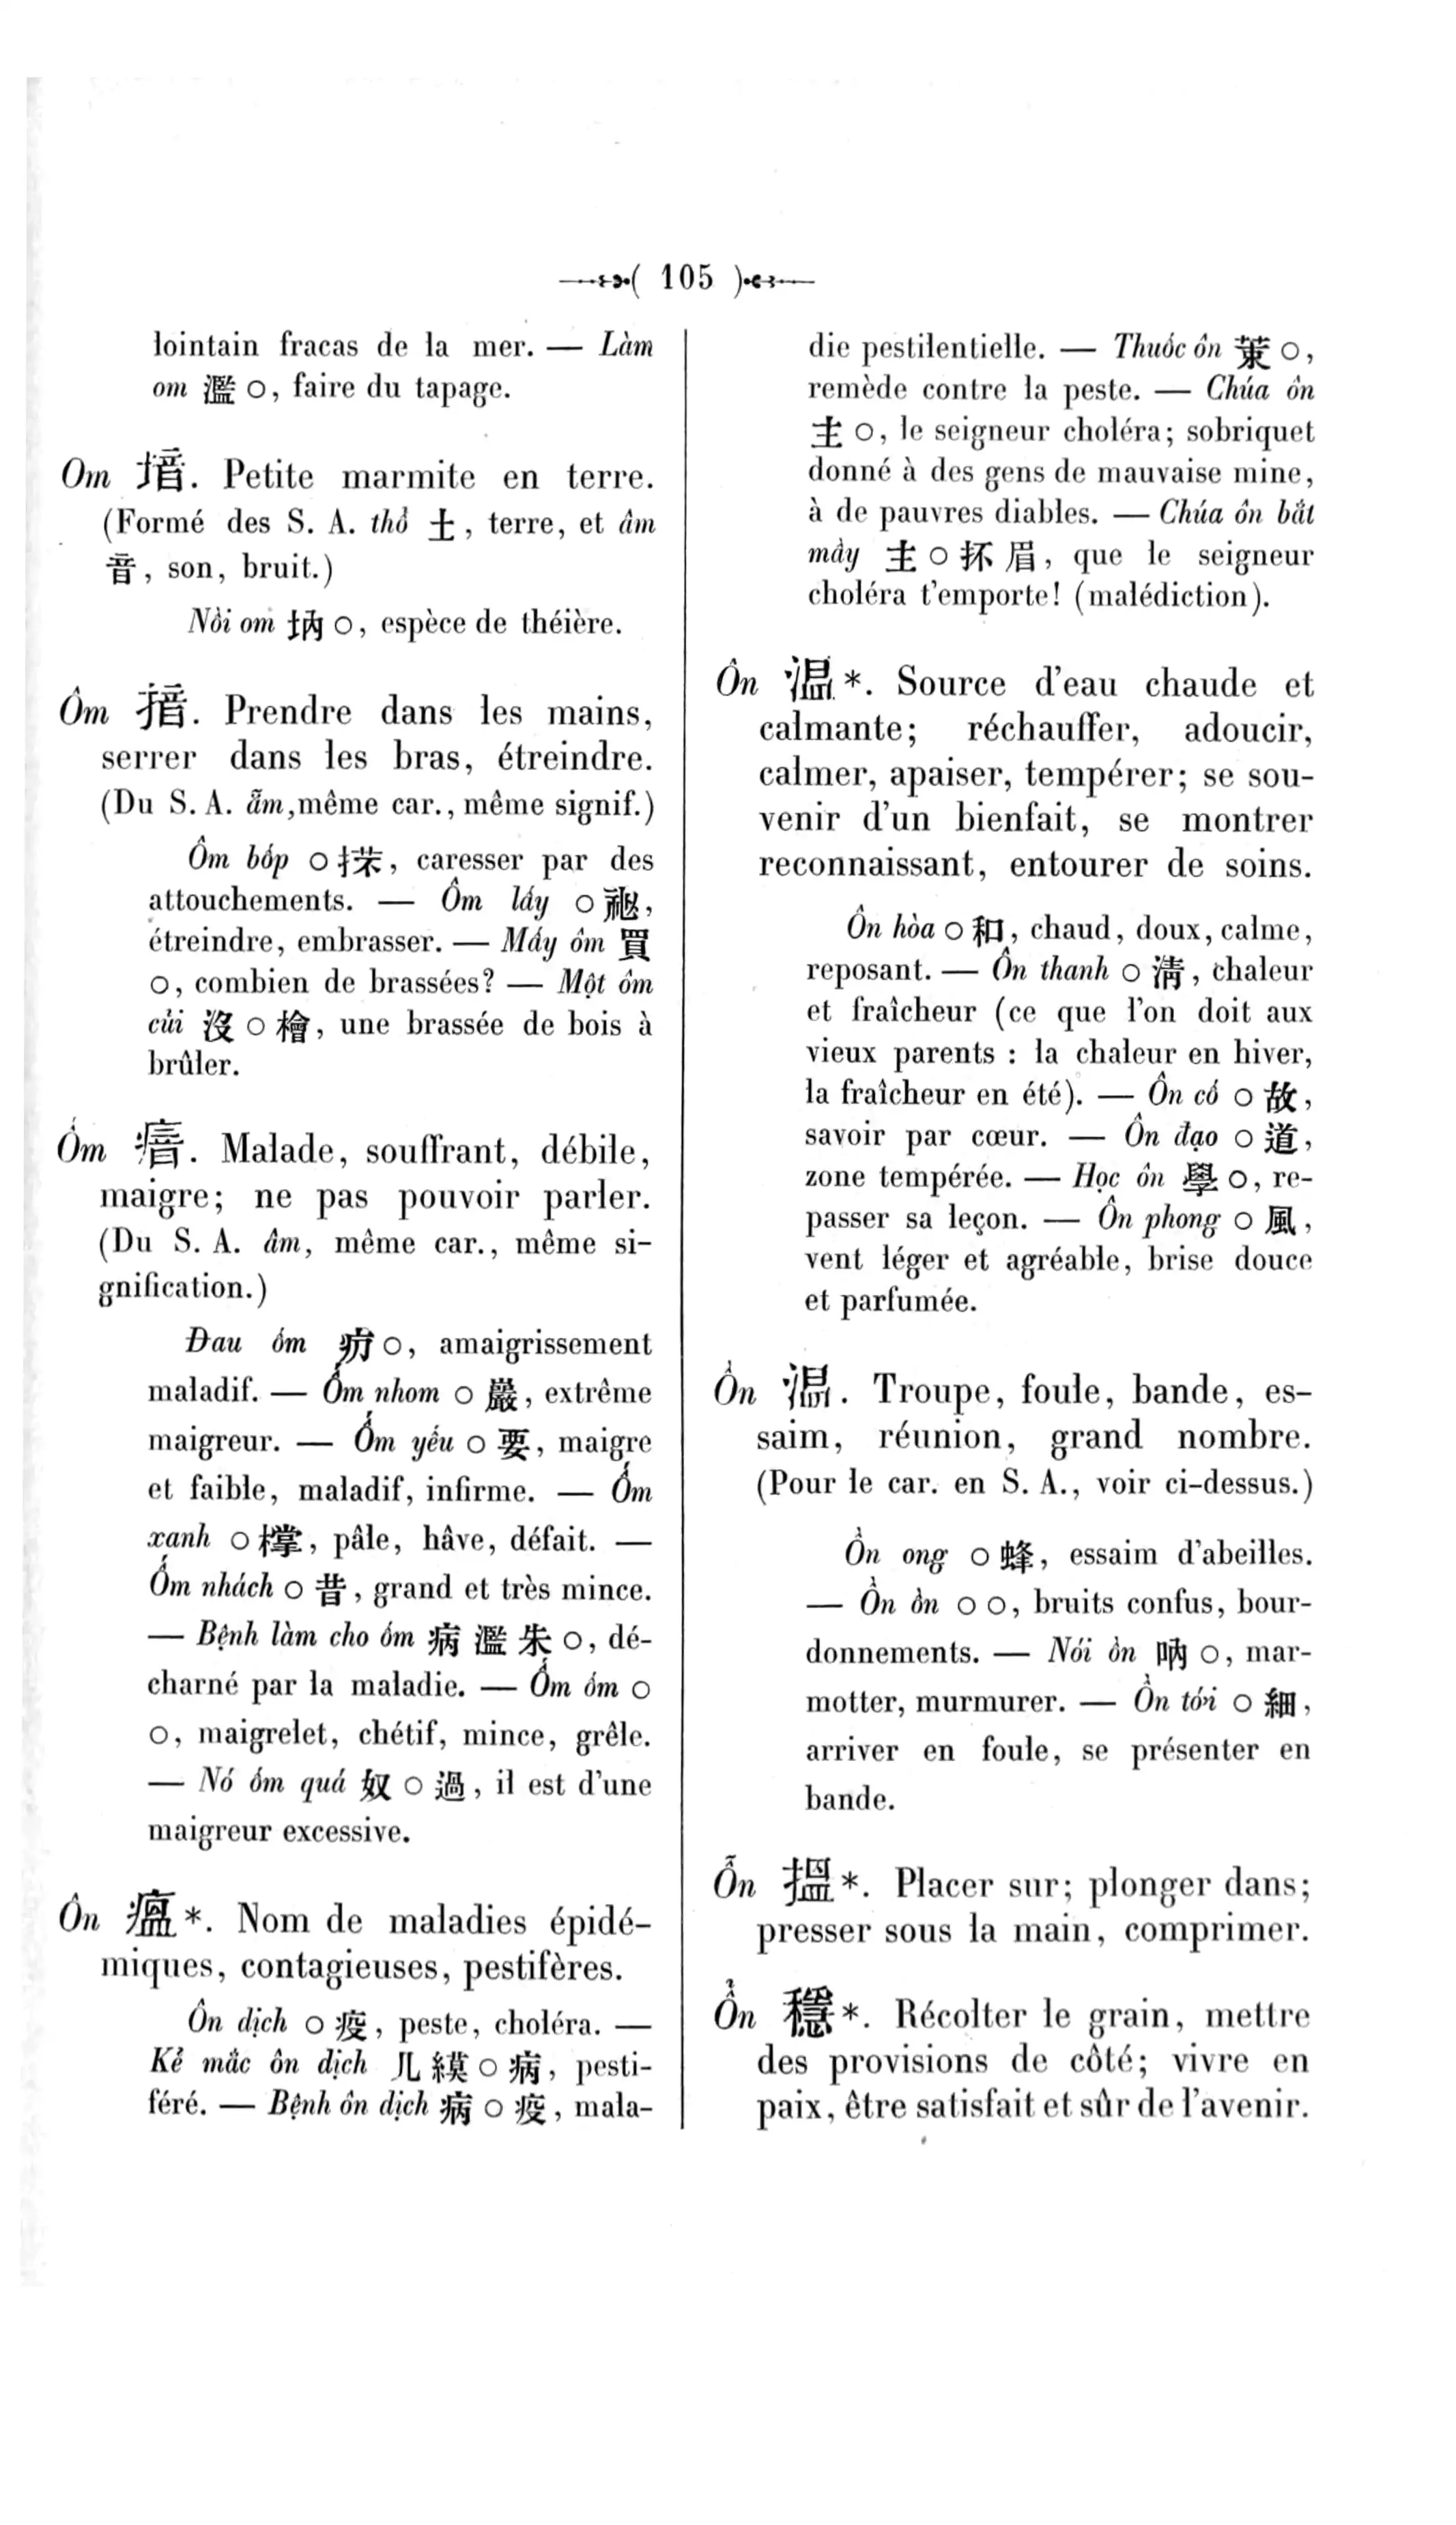 ( 105 )
lointain fracas de la mer. — Làm
om 濫 ○, faire du tapage.
Om 堷. Petite marmite en terre.
(Formé des S. A. thổ 土, terre, et âm
音, son, bruit.)
Nồi om 坳 ○, espèce de théière.
Ôm 揞. Prendre dans les mains,
serrer dans les bras, étreindre.
(Du S. A. ẫm, même car., même signif.)
Ôm bốp ○, caresser par des
attouchements. — Ôm lấy ○,
étreindre, embrasser. — Mấy ôm 買
○, combien de brassées? — Một ôm
củi 沒 ○ 檜, une brassée de bois à
brûler.
Ốm 瘖. Malade, souffrant, débile,
maigre; ne pas pouvoir parler.
(Du S. A. âm, même car., même si-
gnification.)
Đau ốm ○, amaigrissement
maladif. — Ốm nhom ○ 巖, extrême
maigreur. — Ốm yếu ○ 要, maigre
et faible, maladif, infirme. — Ốm
xanh ○ 橕, pâle, hâve, défait. —
Ốm nhách ○ 昔, grand et très mince.
— Bệnh làm cho ốm 病 濫 朱 ○, dé-
charné par la maladie. — Ốm ốm ○
○, maigrelet, chétif, mince, grêle.
— Nó ốm quá 奴 ○ 過, il est d'une
maigreur excessive.
Ôn 瘟 *. Nom de maladies épidé-
miques, contagieuses, pestifères.
Ôn dịch ○ 疫, peste, choléra. —
Kẻ mắc ôn dịch 几 縸 ○ 病, pesti-
féré. — Bệnh ôn dịch 病 ○ 疫, mala-
die pestilentielle. — Thuốc ôn ○,
remède contre la peste. — Chúa ôn
主 ○, le seigneur choléra; sobriquet
donné à des gens de mauvaise mine,
à de pauvres diables. — Chúa ôn bắt
mầy 主 ○ 抔 眉, que le seigneur
choléra t'emporte! (malédiction).
Ôn 温 *. Source d'eau chaude et
calmante; réchauffer, adoucir,
calmer, apaiser, tempérer; se sou-
venir d'un bienfait, se montrer
reconnaissant, entourer de soins.
Ôn hòa ○ 和, chaud, doux, calme,
reposant. — Ôn thanh ○ 清, chaleur
et fraîcheur (ce que l'on doit aux
vieux parents : la chaleur en hiver,
la fraîcheur en été). — Ôn cố ○ 故,
savoir par cœur. — Ôn đạo ○ 道,
zone tempérée. — Học ôn 學 ○, re-
passer sa leçon. — Ôn phong ○ 風,
vent léger et agréable, brise douce
et parfumée.
Ồn 温. Troupe, foule, bande, es-
saim, réunion, grand nombre.
(Pour le car. en S. A., voir ci-dessus.)
Ồn ong ○ 蜂, essaim d'abeilles.
— Ồn ồn ○ ○, bruits confus, bour-
donnements. — Nói ồn 吶 ○, mar-
motter, murmurer. — Ồn tới ○ 細,
arriver en foule, se présenter en
bande.
Ỗn 揾 *. Placer sur; plonger dans;
presser sous la main, comprimer.
Ổn 穩 *. Récolter le grain, mettre
des provisions de côté; vivre en
paix, être satisfait et sûr de l'avenir.